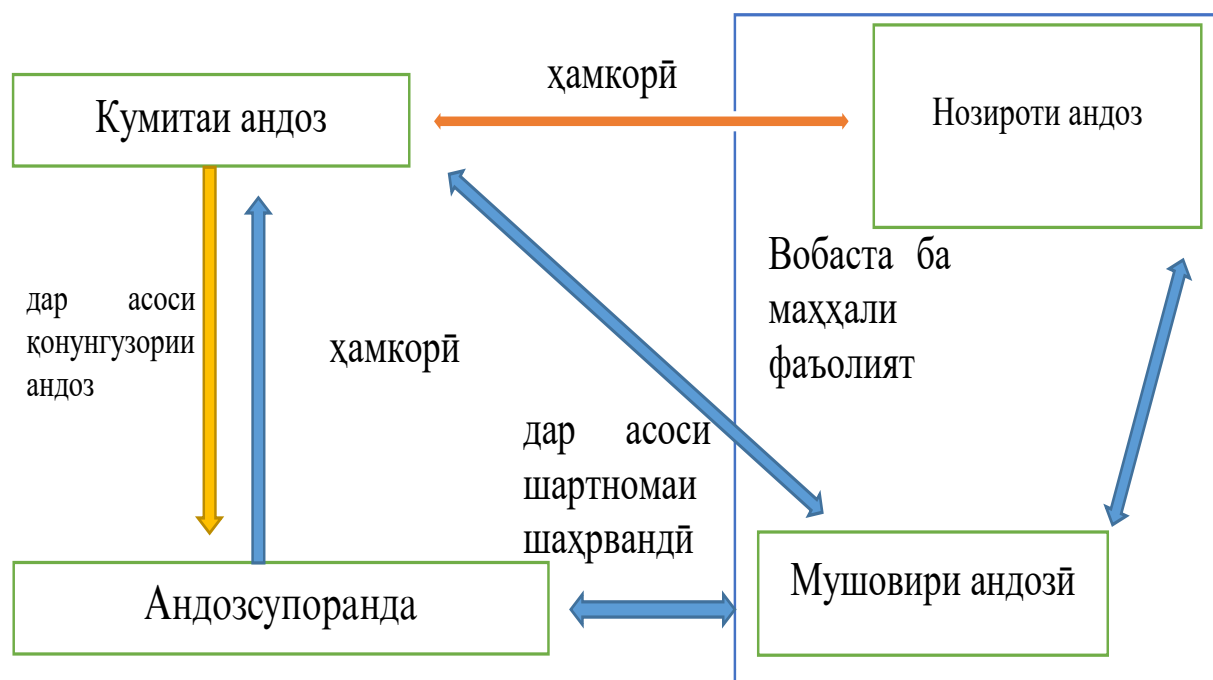 ҳамкорӣ
Кумитаи андоз
Нозироти андоз
Вобаста ба
маҳҳали
фаъолият
дар асоси
қонунгузории
андоз
ҳамкорӣ
дар асоси
шартномаи
шаҳрвандӣ
Андозсупоранда
Мушовири андозӣ